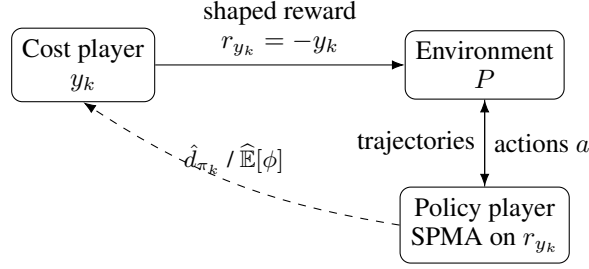 shaped reward
r_{y_k} = −y_k
Cost player
y_k
Environment
P
trajectories
actions a
d̂_{π_k} / Ê[ϕ]
Policy player
SPMA on r_{y_k}